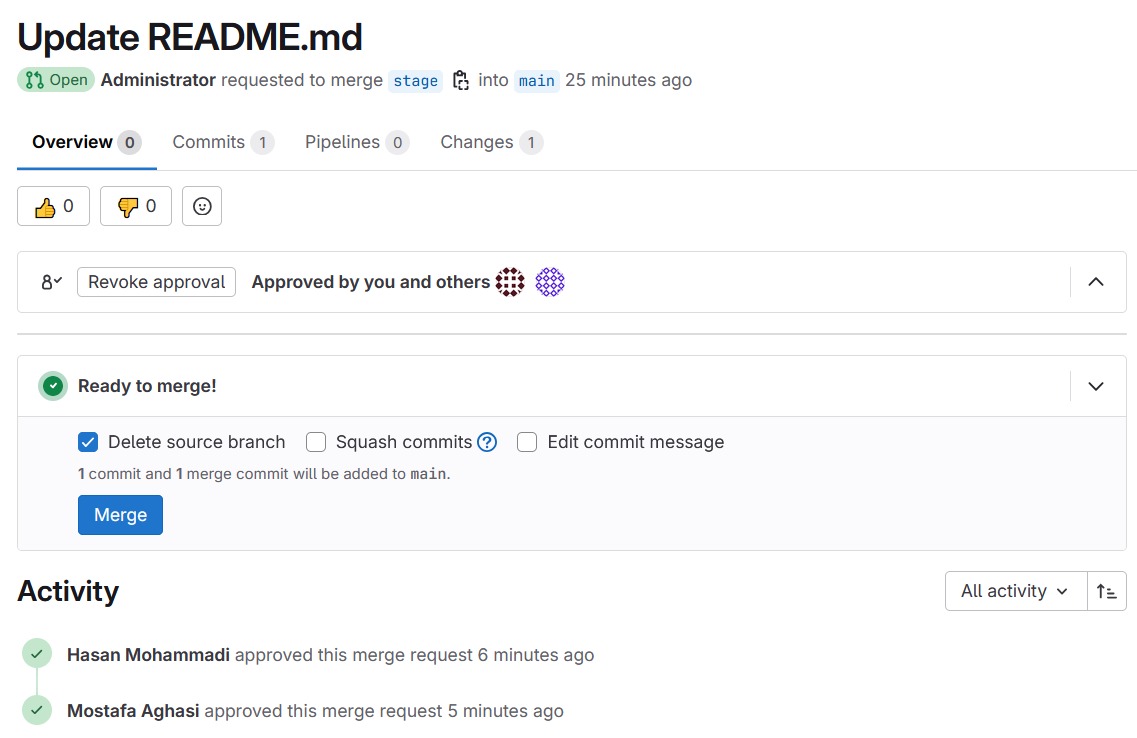 Update README.md
Open Administrator requested to merge stage into main 25 minutes ago
Overview 0 Commits 1 Pipelines 0 Changes 1
👍 0 👎 0
Revoke approval Approved by you and others
Ready to merge!
Delete source branch Squash commits ? Edit commit message
1 commit and 1 merge commit will be added to main.
Merge
Activity All activity
Hasan Mohammadi approved this merge request 6 minutes ago
Mostafa Aghasi approved this merge request 5 minutes ago